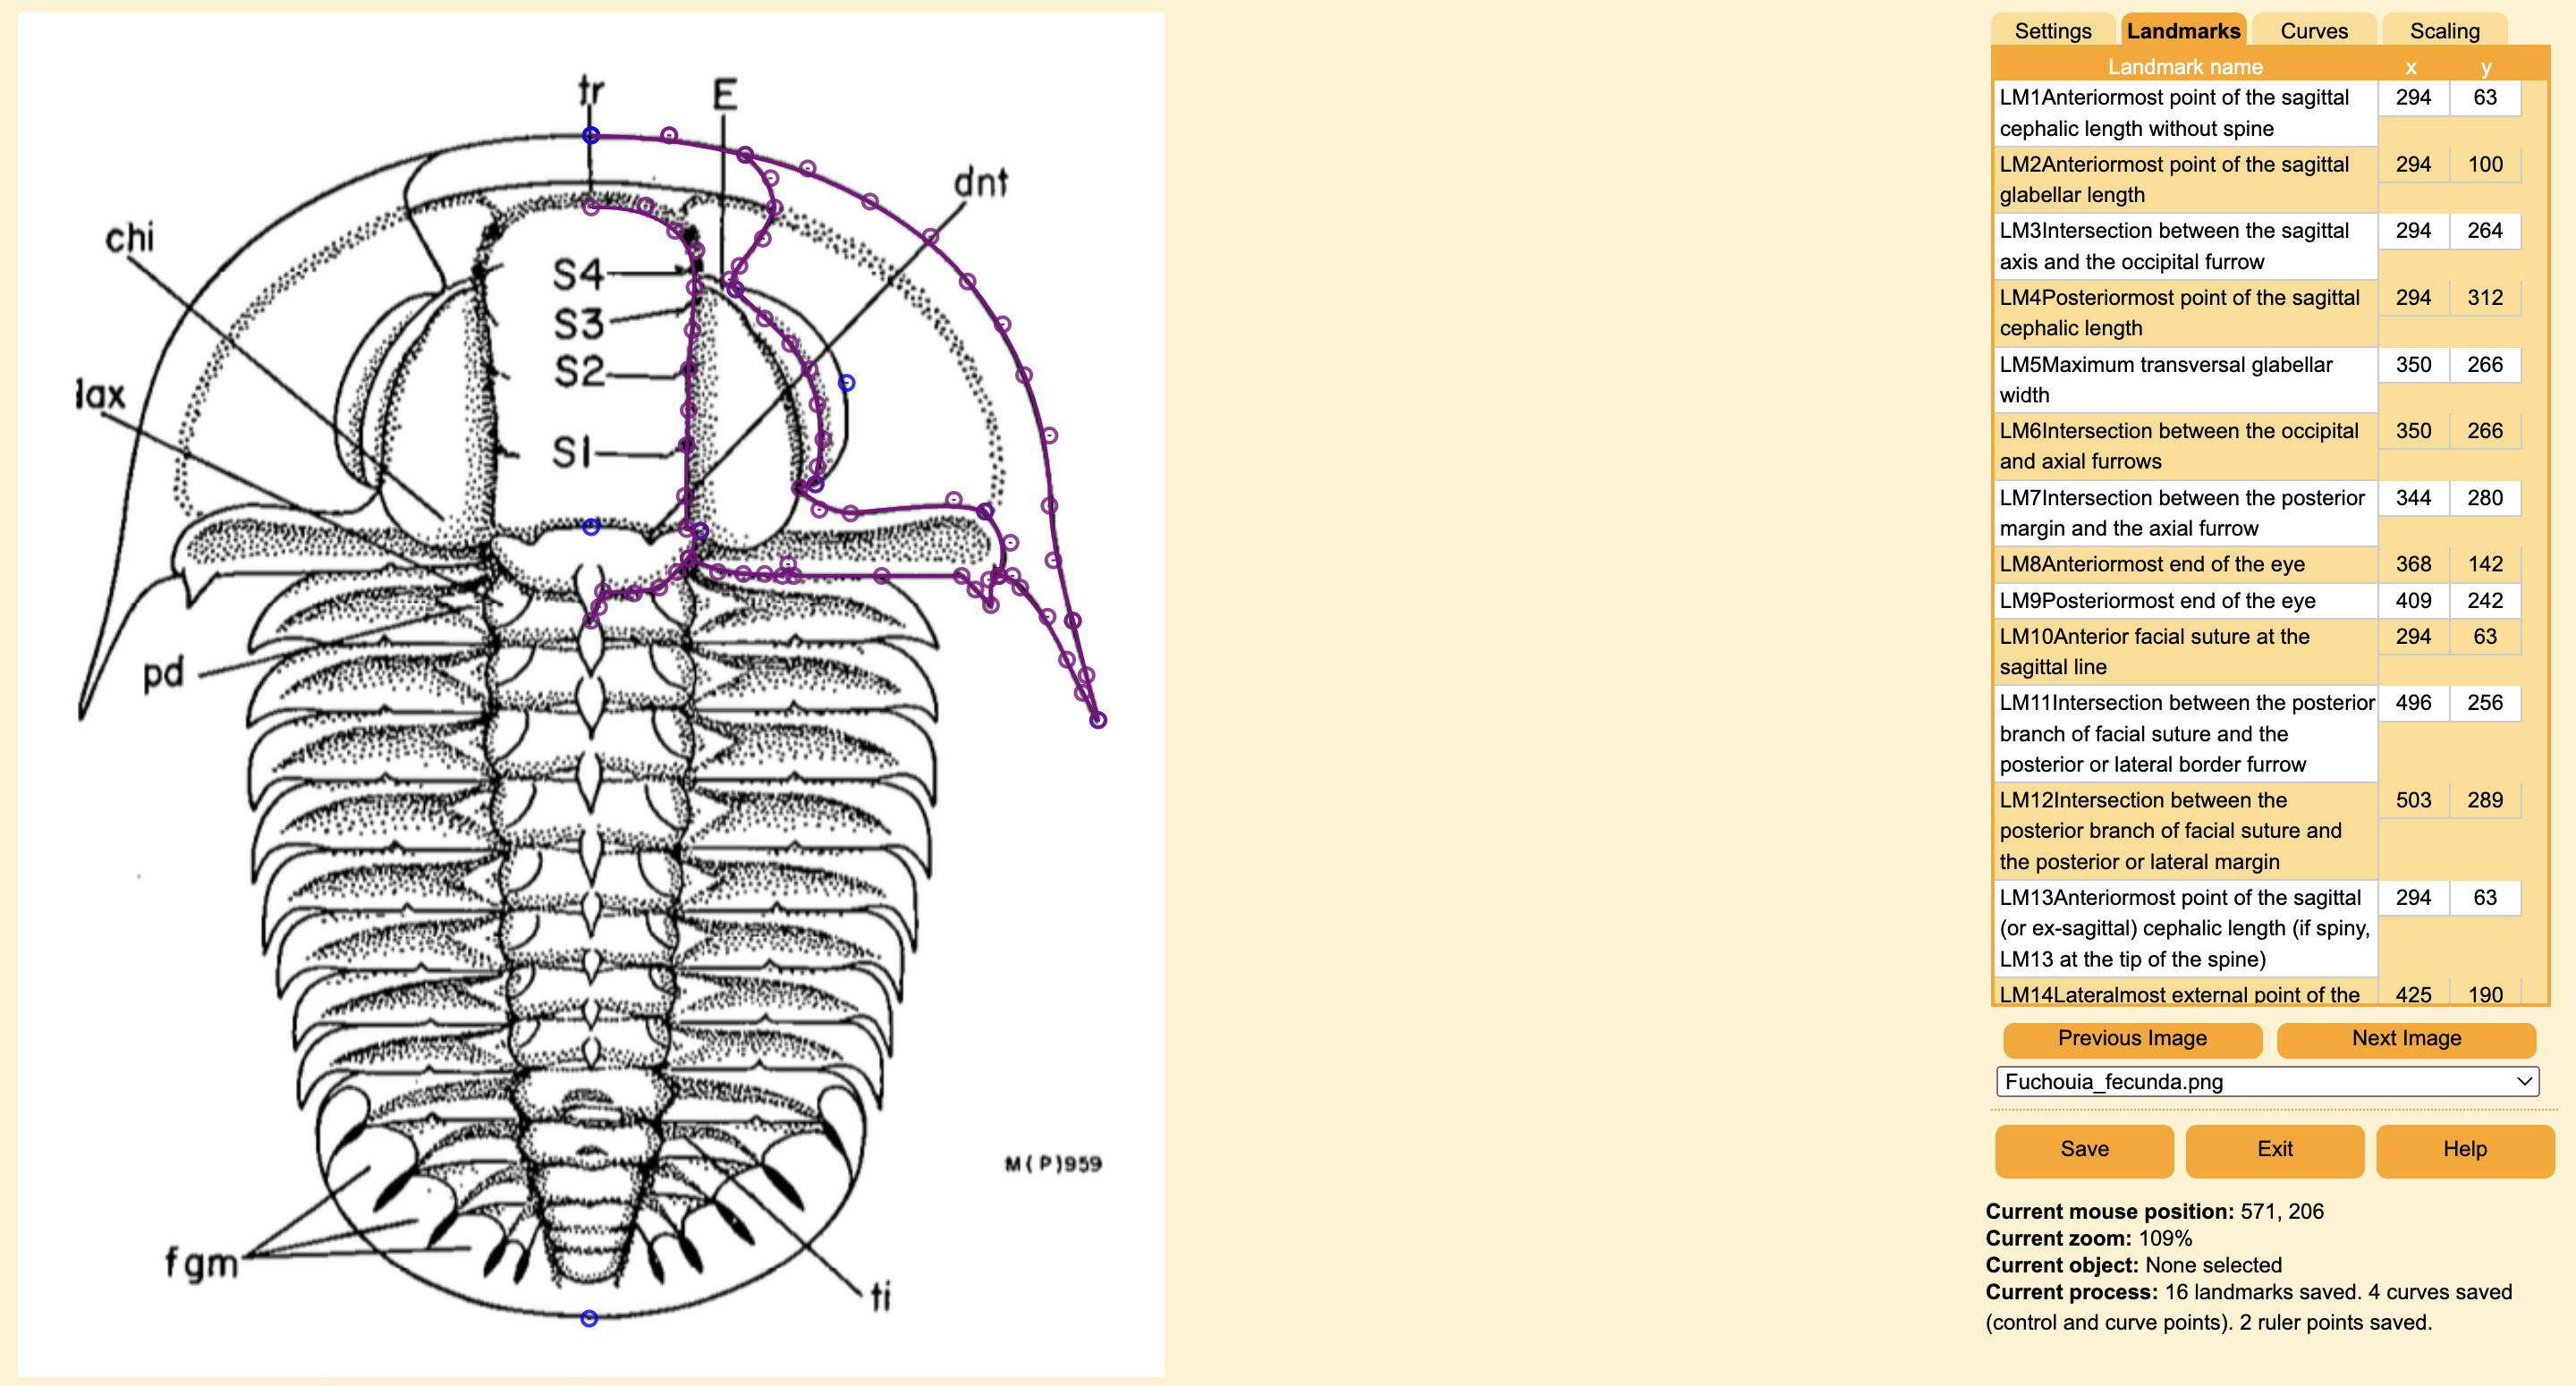 tr
E
dnt
chi
S4
S3
lax
S2
S1
pd
M(P)959
fgm
ti
Settings
Landmarks
Curves
Scaling
Landmark name x y
LM1Anteriormost point of the sagittal 294 63
cephalic length without spine
LM2Anteriormost point of the sagittal 294 100
glabellar length
LM3Intersection between the sagittal 294 264
axis and the occipital furrow
LM4Posteriormost point of the sagittal 294 312
cephalic length
LM5Maximum transversal glabellar 350 266
width
LM6Intersection between the occipital 350 266
and axial furrows
LM7Intersection between the posterior 344 280
margin and the axial furrow
LM8Anteriormost end of the eye 368 142
LM9Posteriormost end of the eye 409 242
LM10Anterior facial suture at the 294 63
sagittal line
LM11Intersection between the posterior 496 256
branch of facial suture and the
posterior or lateral border furrow
LM12Intersection between the 503 289
posterior branch of facial suture and
the posterior or lateral margin
LM13Anteriormost point of the sagittal 294 63
(or ex-sagittal) cephalic length (if spiny,
LM13 at the tip of the spine)
LM14Lateralmost external point of the 425 190
Previous Image
Next Image
Fuchouia_fecunda.png
Save
Exit
Help
Current mouse position: 571, 206
Current zoom: 109%
Current object: None selected
Current process: 16 landmarks saved. 4 curves saved
(control and curve points). 2 ruler points saved.